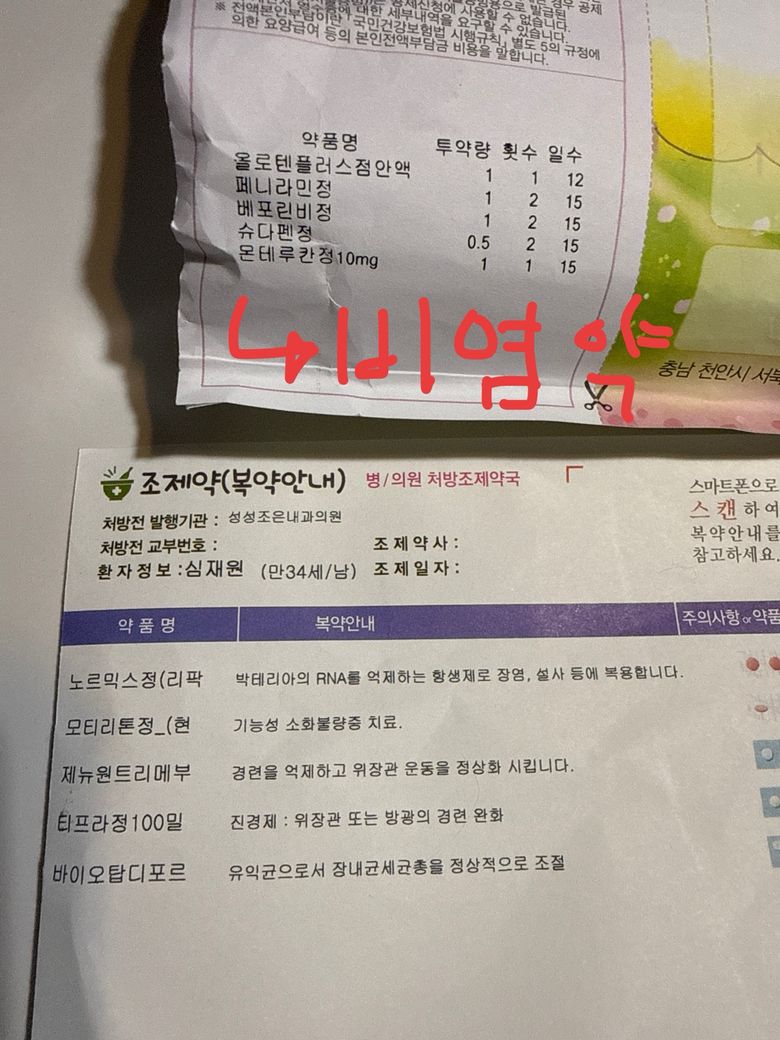 ※ 전액본인부담이란, 국민건강보험법 시행규칙, 별도 5의 규정에
의한 요양급여 등의 본인전액부담금 비용을 말합니다.
약품명 투약량 횟수 일수
올로텐플러스점안액 1 1 12
페니라민정 1 2 15
베포린비정 1 2 15
슈다펜정 0.5 2 15
몬테루칸정10mg 1 1 15
비염약
충남 천안시 서북
조제약(복약안내) 병/의원 처방조제약국
스마트폰으로
스캔하여
복약안내를
참고하세요.
처방전 발행기관 : 성성조은내과의원
처방전 교부번호 : 조제약사 :
환자정보 : 심재원 (만34세/남) 조제일자 :
약품명 복약안내 주의사항 or 약품
노르믹스정(리팍 박테리아의 RNA를 억제하는 항생제로 장염, 설사 등에 복용합니다.
모티리톤정_(현 기능성 소화불량증 치료.
제뉴원트리메부 경련을 억제하고 위장관 운동을 정상화 시킵니다.
티프라정100밀 진경제 : 위장관 또는 방광의 경련 완화
바이오탑디포르 유익균으로서 장내균세균총을 정상적으로 조절